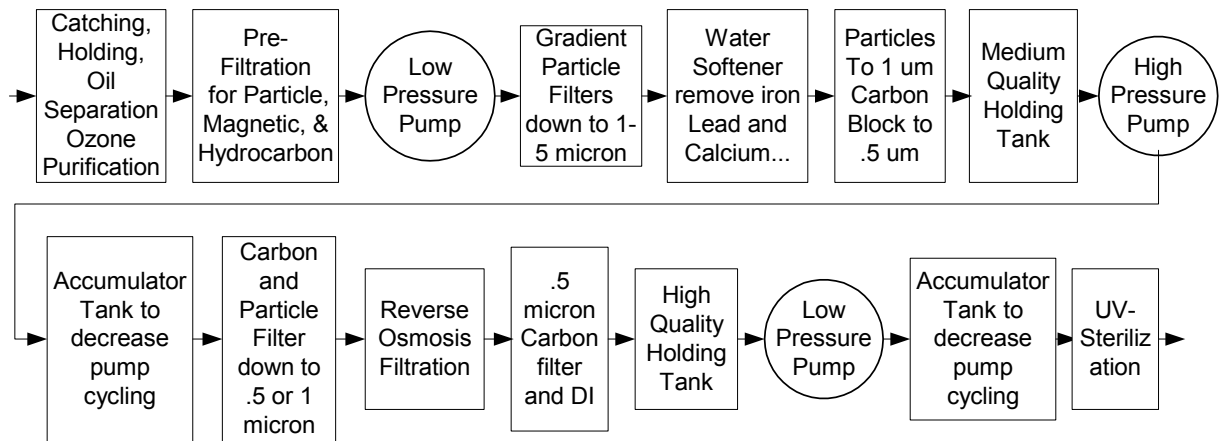 Catching,
Holding,
Oil
Separation
Ozone
Purification
Pre-
Filtration
for Particle,
Magnetic, &
Hydrocarbon
Low
Pressure
Pump
Gradient
Particle
Filters
down to 1-
5 micron
Water
Softener
remove iron
Lead and
Calcium...
Particles
To 1 um
Carbon
Block to
.5 um
Medium
Quality
Holding
Tank
High
Pressure
Pump
Accumulator
Tank to
decrease
pump
cycling
Carbon
and
Particle
Filter
down to
.5 or 1
micron
Reverse
Osmosis
Filtration
.5
micron
Carbon
filter
and DI
High
Quality
Holding
Tank
Low
Pressure
Pump
Accumulator
Tank to
decrease
pump
cycling
UV-
Steriliz
ation